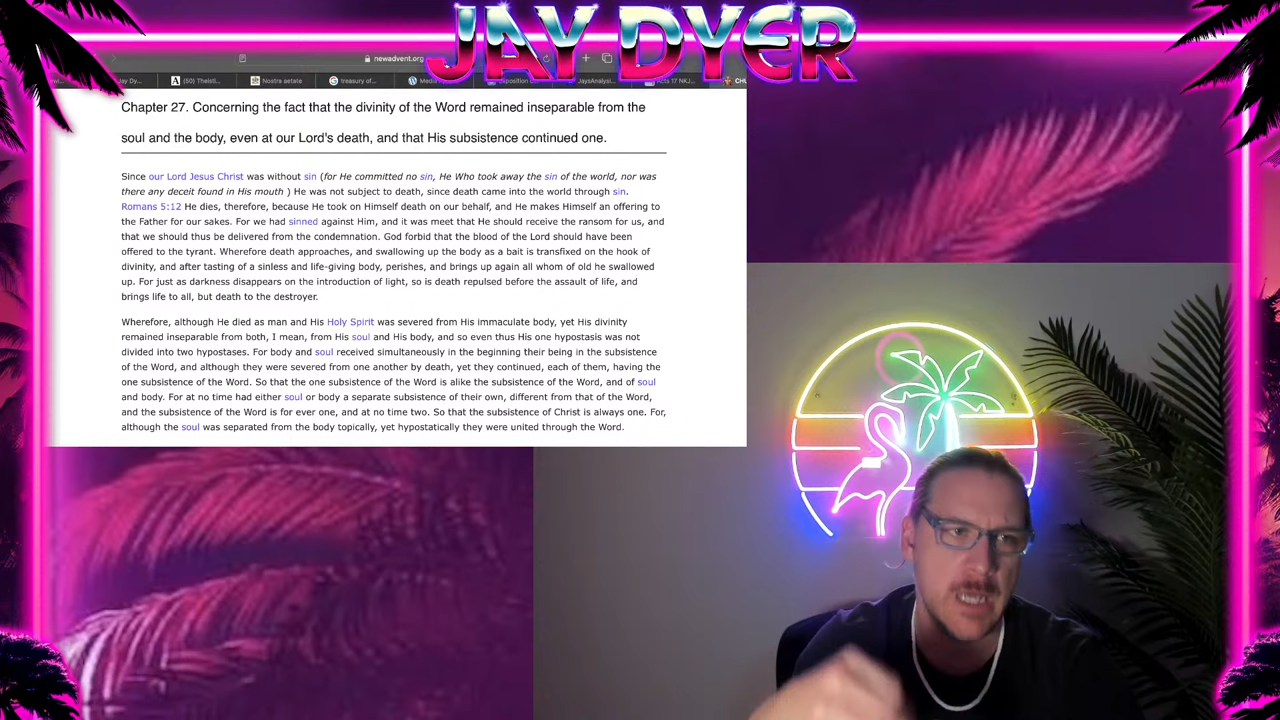 JAY DYER
newadvent.org
Jay Dy...
(50) Theisti...
Nostra aetate
treasury of...
JaysAnalysi...
Acts 17 NKJ...
Chapter 27. Concerning the fact that the divinity of the Word remained inseparable from the
soul and the body, even at our Lord's death, and that His subsistence continued one.
Since our Lord Jesus Christ was without sin (for He committed no sin, He Who took away the sin of the world, nor was
there any deceit found in His mouth ) He was not subject to death, since death came into the world through sin.
Romans 5:12 He dies, therefore, because He took on Himself death on our behalf, and He makes Himself an offering to
the Father for our sakes. For we had sinned against Him, and it was meet that He should receive the ransom for us, and
that we should thus be delivered from the condemnation. God forbid that the blood of the Lord should have been
offered to the tyrant. Wherefore death approaches, and swallowing up the body as a bait is transfixed on the hook of
divinity, and after tasting of a sinless and life-giving body, perishes, and brings up again all whom of old he swallowed
up. For just as darkness disappears on the introduction of light, so is death repulsed before the assault of life, and
brings life to all, but death to the destroyer.
Wherefore, although He died as man and His Holy Spirit was severed from His immaculate body, yet His divinity
remained inseparable from both, I mean, from His soul and His body, and so even thus His one hypostasis was not
divided into two hypostases. For body and soul received simultaneously in the beginning their being in the subsistence
of the Word, and although they were severed from one another by death, yet they continued, each of them, having the
one subsistence of the Word. So that the one subsistence of the Word is alike the subsistence of the Word, and of soul
and body. For at no time had either soul or body a separate subsistence of their own, different from that of the Word,
and the subsistence of the Word is for ever one, and at no time two. So that the subsistence of Christ is always one. For,
although the soul was separated from the body topically, yet hypostatically they were united through the Word.